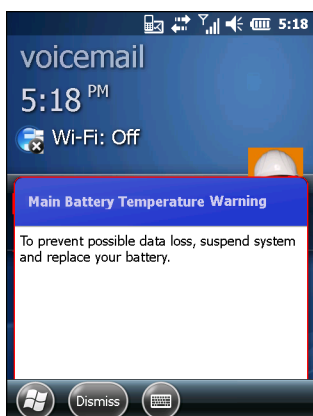 5:18
voicemail
5:18 PM
Wi-Fi: Off
Main Battery Temperature Warning
To prevent possible data loss, suspend system
and replace your battery.
Dismiss